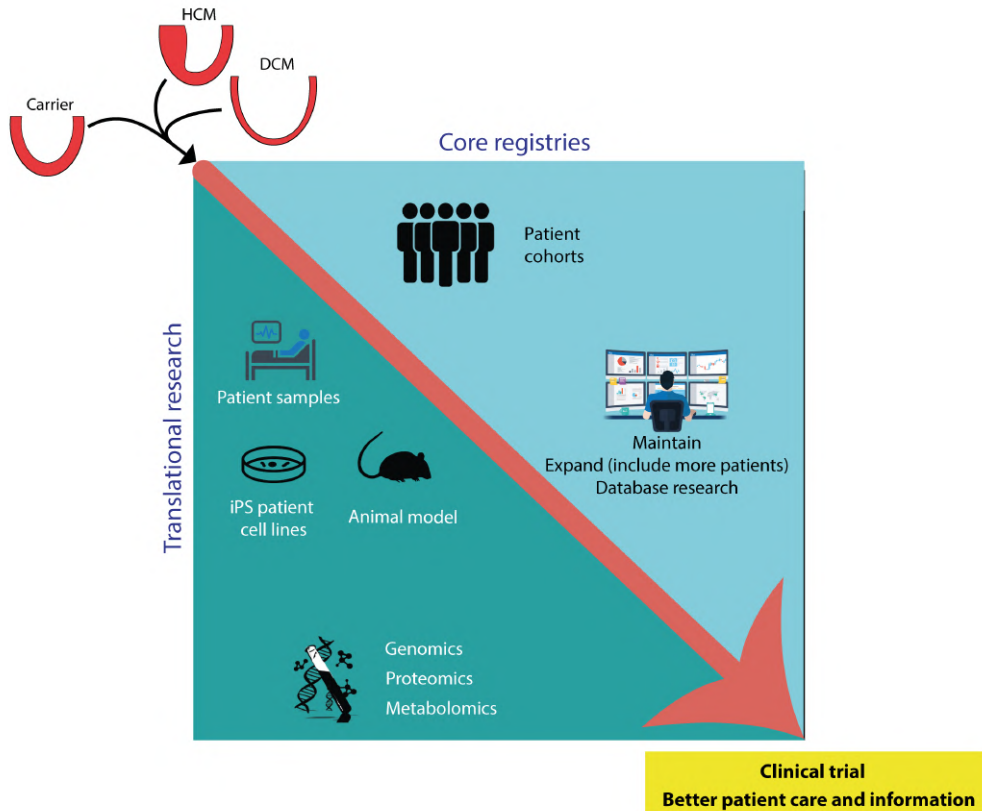 HCM
DCM
Carrier
Core registries
Patient
cohorts
Translational research
Patient samples
Maintain
Expand (include more patients)
Database research
iPS patient
cell lines
Animal model
Genomics
Proteomics
Metabolomics
Clinical trial
Better patient care and information